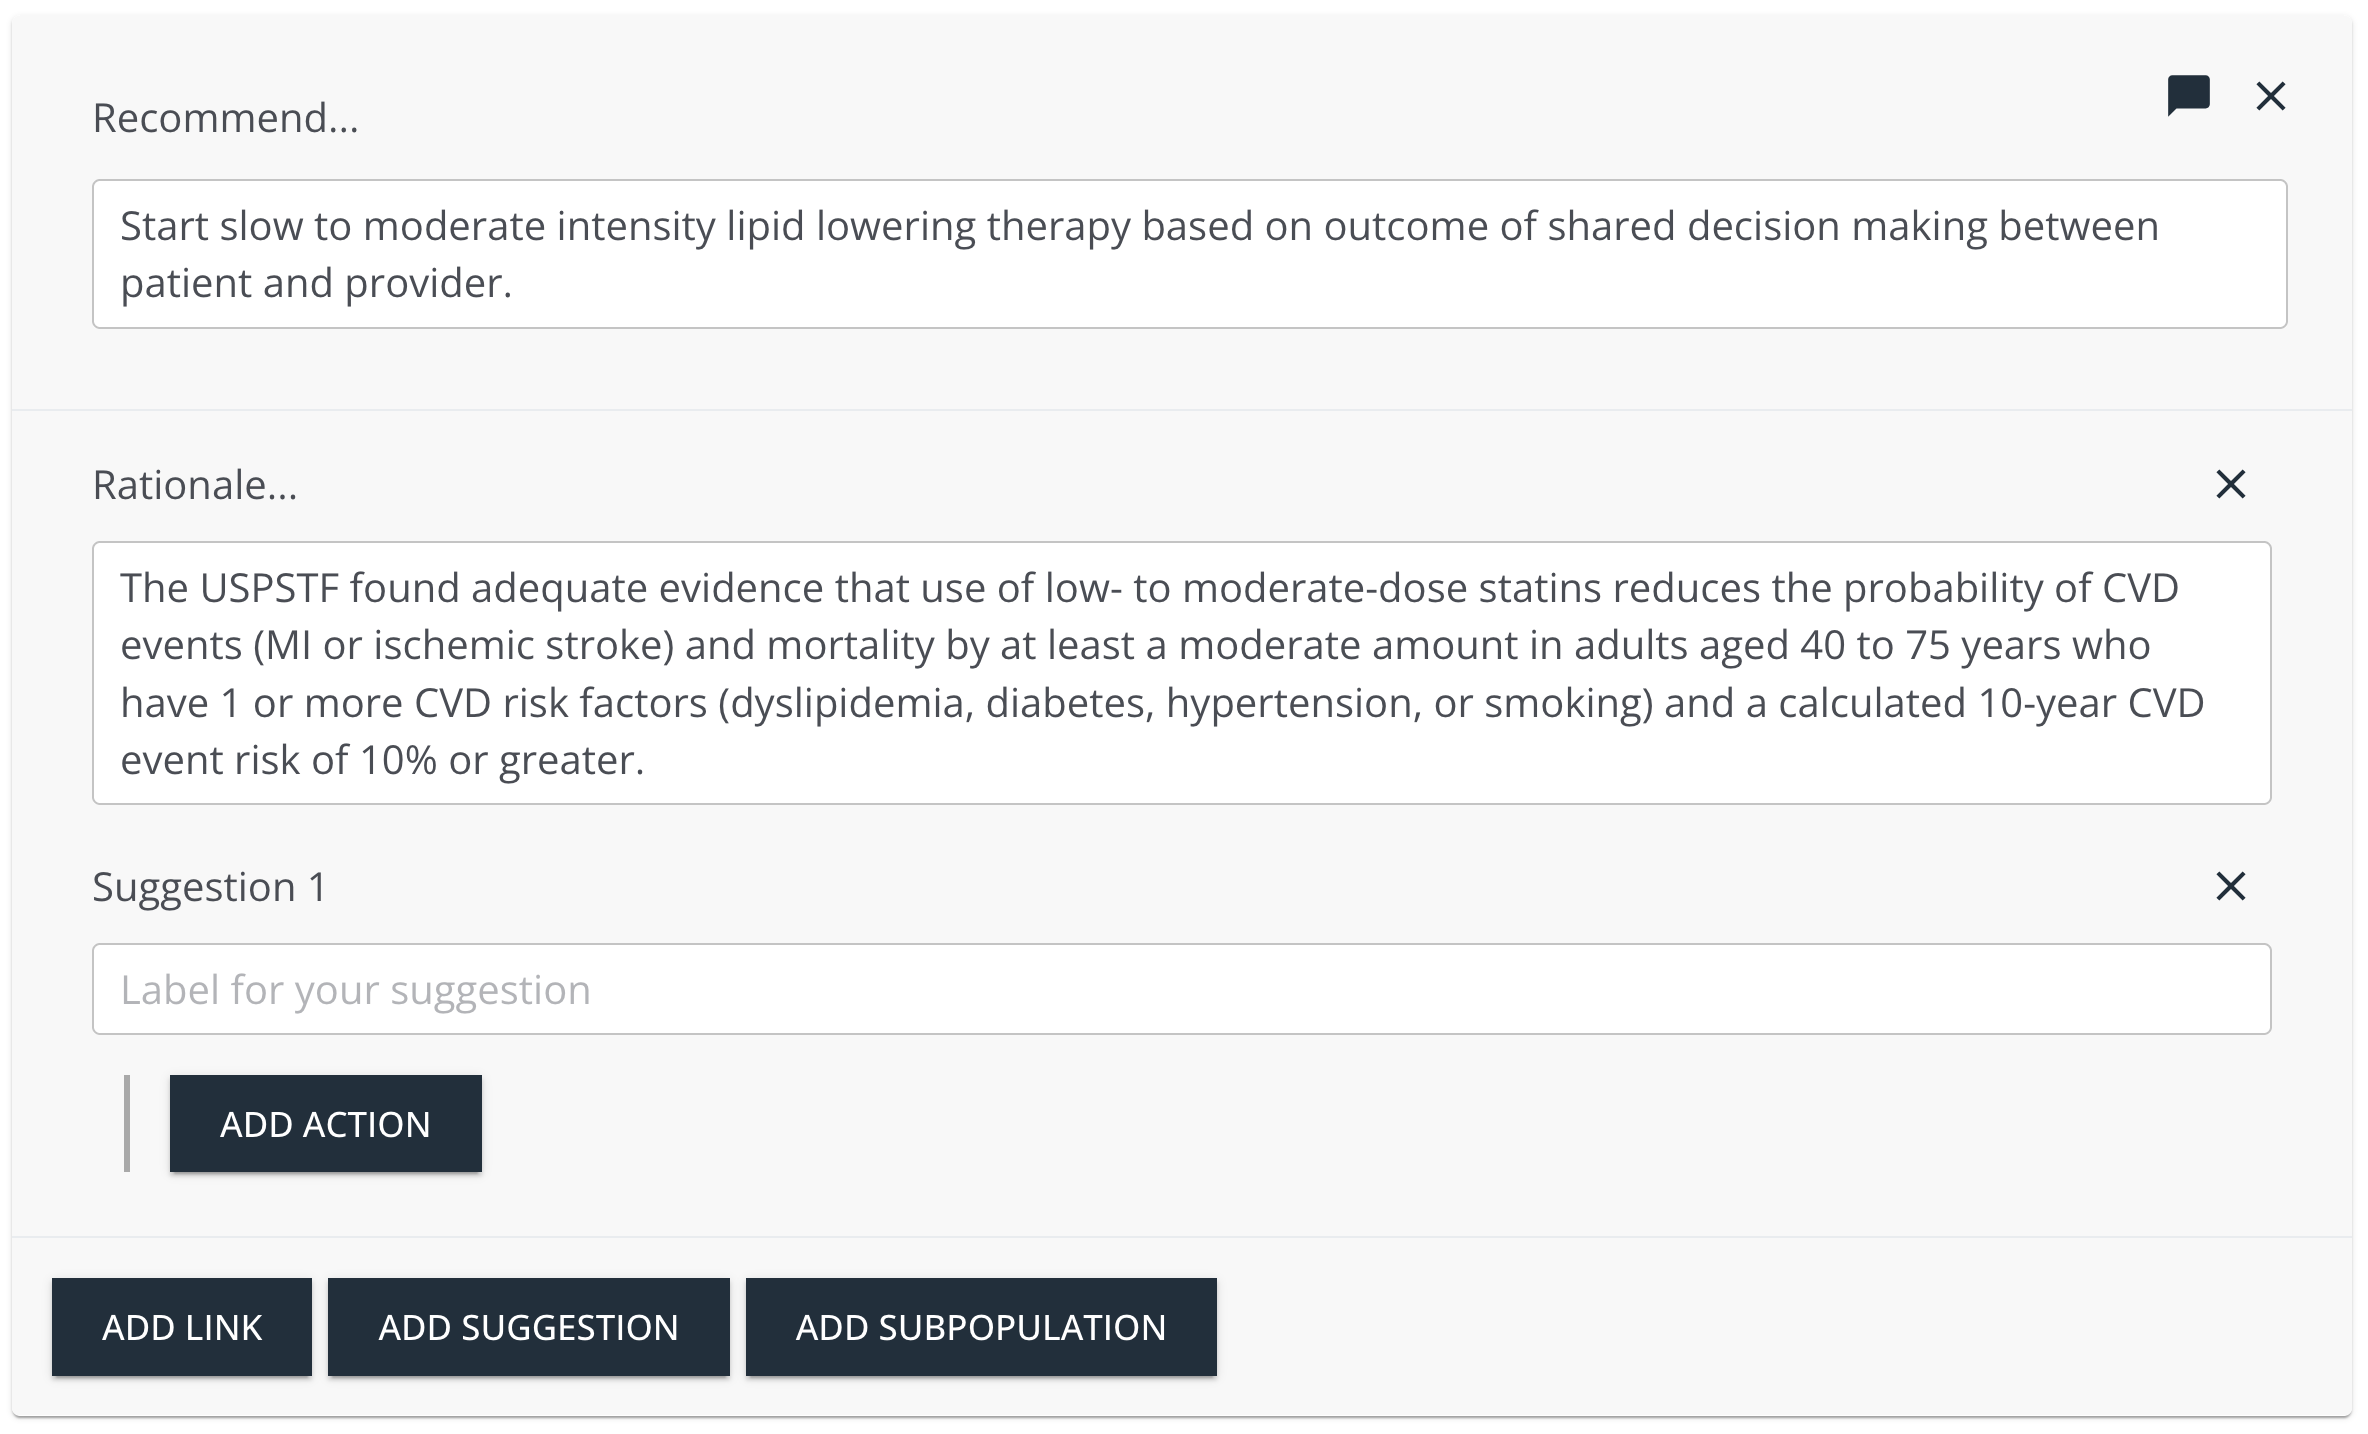 Recommend...
Start slow to moderate intensity lipid lowering therapy based on outcome of shared decision making between
patient and provider.
Rationale...
The USPSTF found adequate evidence that use of low- to moderate-dose statins reduces the probability of CVD
events (MI or ischemic stroke) and mortality by at least a moderate amount in adults aged 40 to 75 years who
have 1 or more CVD risk factors (dyslipidemia, diabetes, hypertension, or smoking) and a calculated 10-year CVD
event risk of 10% or greater.
Suggestion 1
Label for your suggestion
ADD ACTION
ADD LINK ADD SUGGESTION ADD SUBPOPULATION